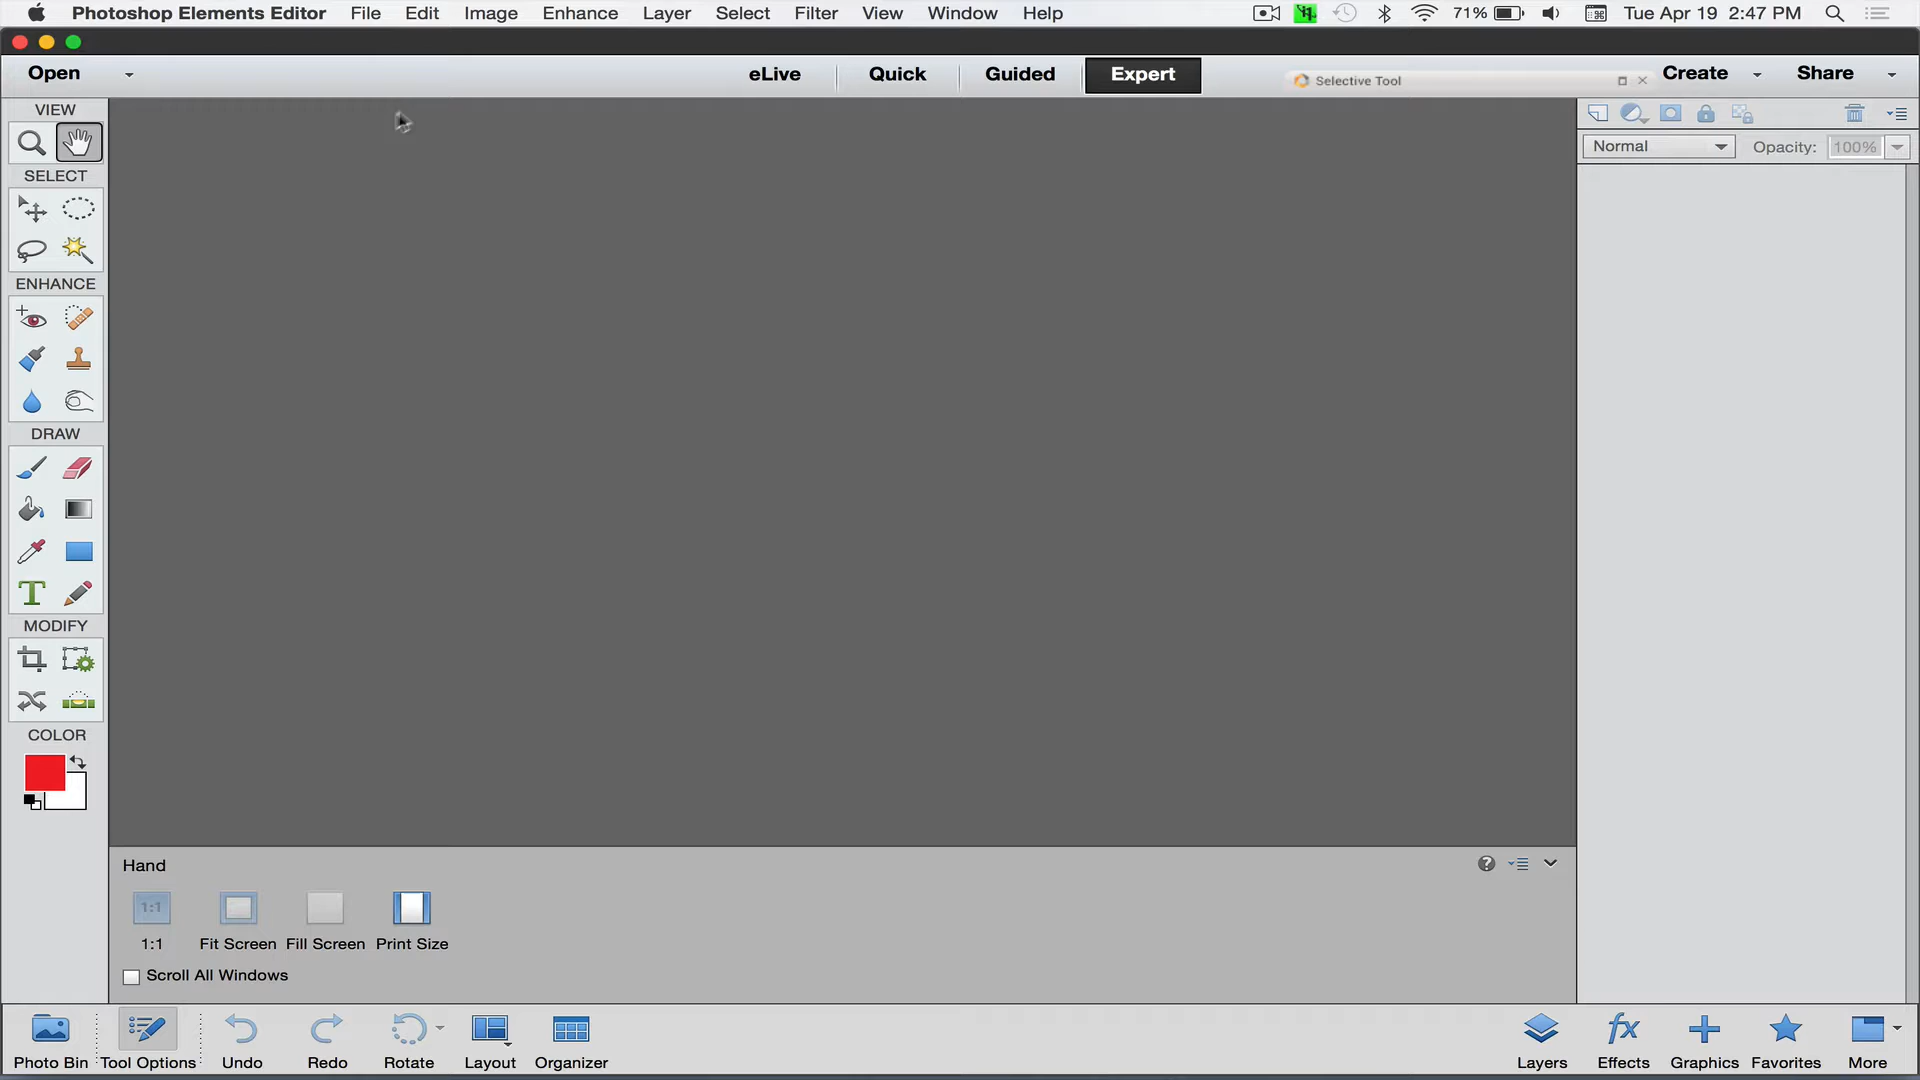 Photoshop Elements Editor File Edit Image Enhance Layer Select Filter View Window Help 71% Tue Apr 19 2:47 PM
Open eLive Quick Guided Expert Selective Tool Create Share
VIEW
Normal Opacity: 100%
SELECT
ENHANCE
DRAW
T
MODIFY
COLOR
Hand
1:1
1:1 Fit Screen Fill Screen Print Size
Scroll All Windows
fx
Photo Bin Tool Options Undo Redo Rotate Layout Organizer Layers Effects Graphics Favorites More